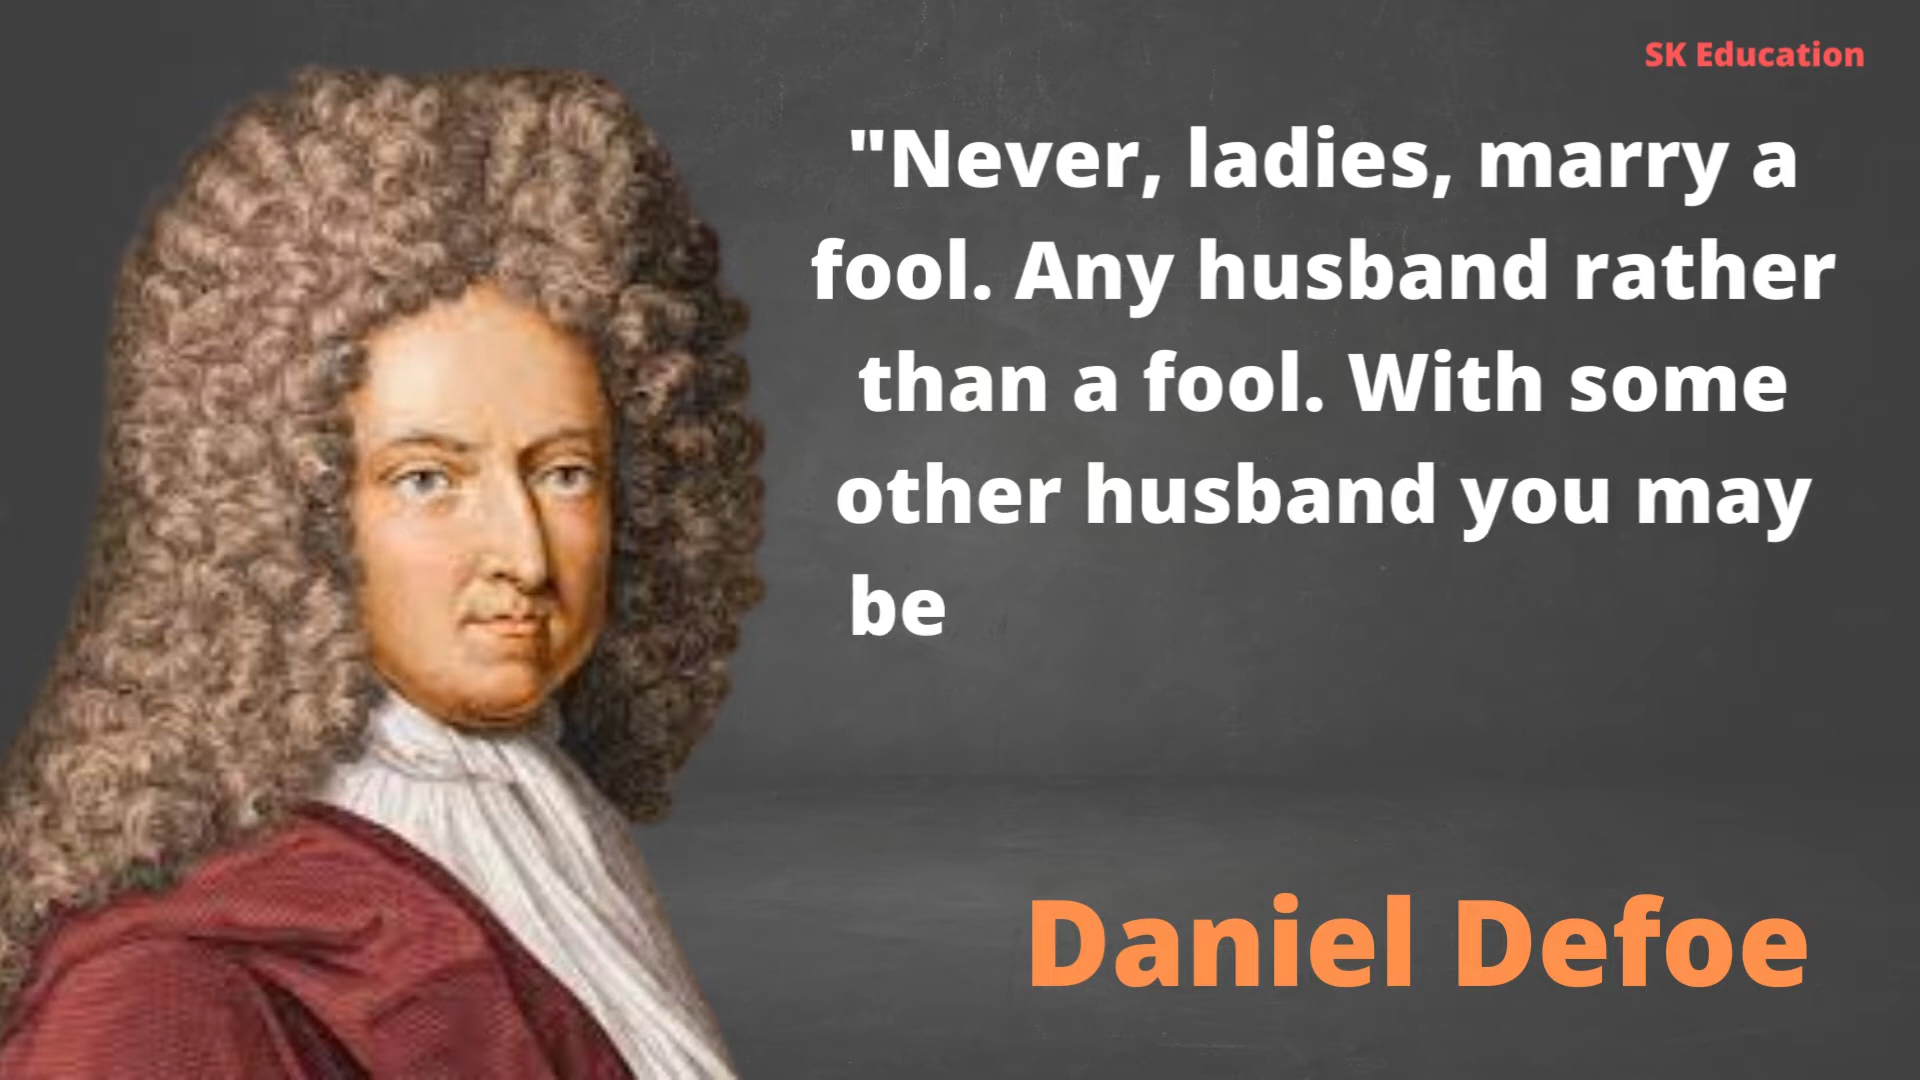 SK Education
"Never, ladies, marry a
fool. Any husband rather
than a fool. With some
other husband you may
be
Daniel Defoe